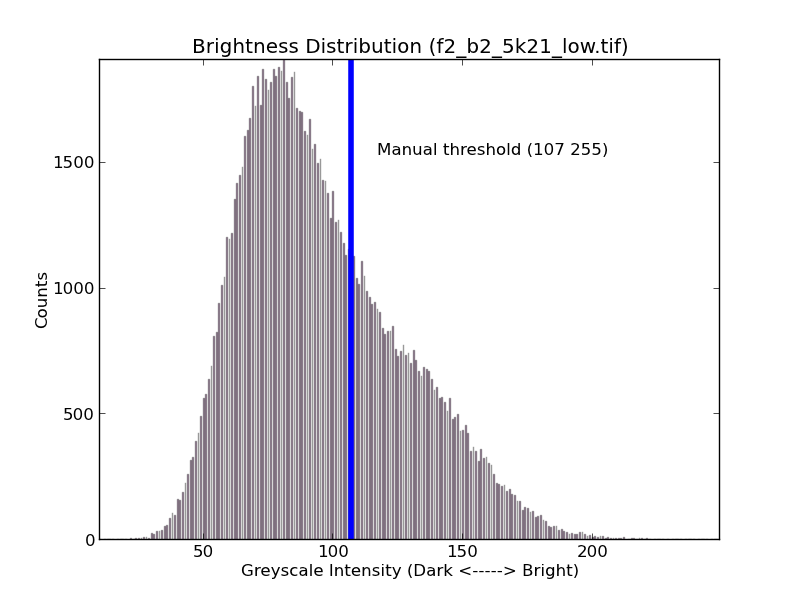 Brightness Distribution (f2_b2_5k21_low.tif)
Manual threshold (107 255)
1500
1000
500
0
Counts
50 100 150 200
Greyscale Intensity (Dark <-----> Bright)